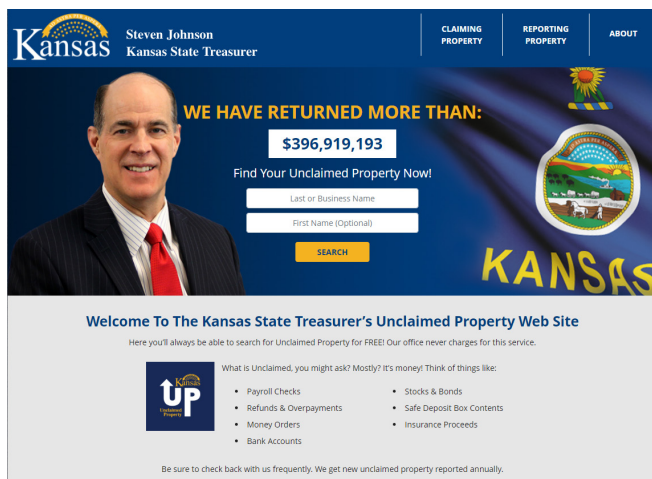 Kansas
Steven Johnson
Kansas State Treasurer
CLAIMING
PROPERTY
REPORTING
PROPERTY
ABOUT
WE HAVE RETURNED MORE THAN:
$396,919,193
Find Your Unclaimed Property Now!
Last or Business Name
First Name (Optional)
SEARCH
KANSAS
Welcome To The Kansas State Treasurer's Unclaimed Property Web Site
Here you'll always be able to search for Unclaimed Property for FREE! Our office never charges for this service.
What is Unclaimed, you might ask? Mostly? It's money! Think of things like:
Kansas
UP
Unclaimed
Property
• Payroll Checks
• Refunds & Overpayments
• Money Orders
• Bank Accounts
• Stocks & Bonds
• Safe Deposit Box Contents
• Insurance Proceeds
Be sure to check back with us frequently. We get new unclaimed property reported annually.